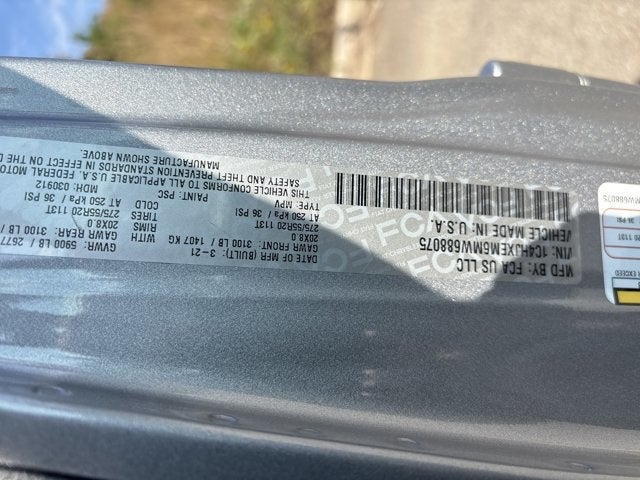 MFD BY: FCA US LLC
DATE OF MFR (BUILT): 3-21
GVWR: 5900 LB
GAWR FRONT: 3100 LB / 1407 KG
WITH
GAWR REAR: 3100 LB /
20X8.0
RIMS
20X8.0
275/55R20 113T
TIRES
275/55R20 113T
AT 250 kPa / 36 PSI
COLD
AT 250 kPa / 36 PSI
VIN: 1C4HJXEM6MW688075
TYPE: MPV
PAINT: PSC
MDH: 030912
VEHICLE MADE IN U.S.A.
THIS VEHICLE CONFORMS TO ALL APPLICABLE U.S.A. FEDERAL MOTO
SAFETY AND THEFT PREVENTION STANDARDS IN EFFECT ON THE D
MANUFACTURE SHOWN ABOVE.
MW688075